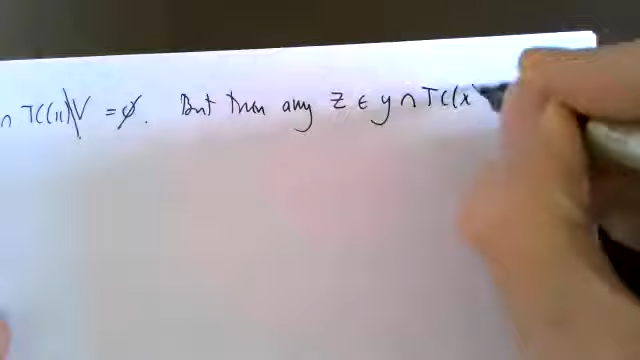 ∩ TC(x)\V = ∅. But then any z ∈ y ∩ TC(x)